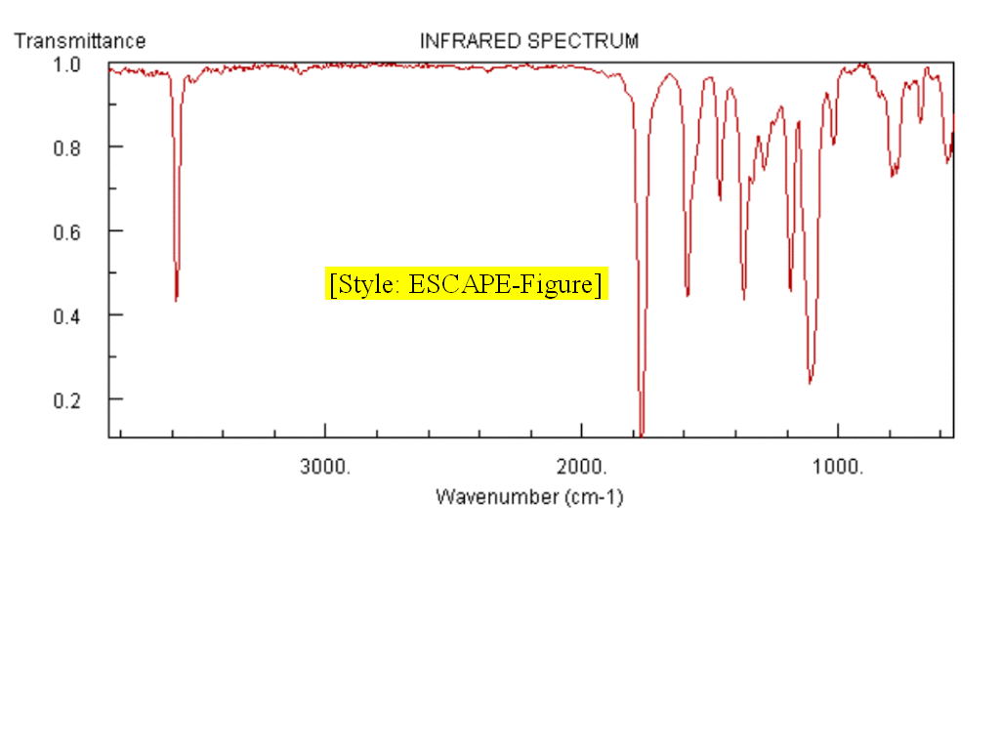 Transmittance
INFRARED SPECTRUM
1.0
0.8
0.6
[Style: ESCAPE-Figure]
0.4
0.2
3000. 2000. 1000.
Wavenumber (cm-1)